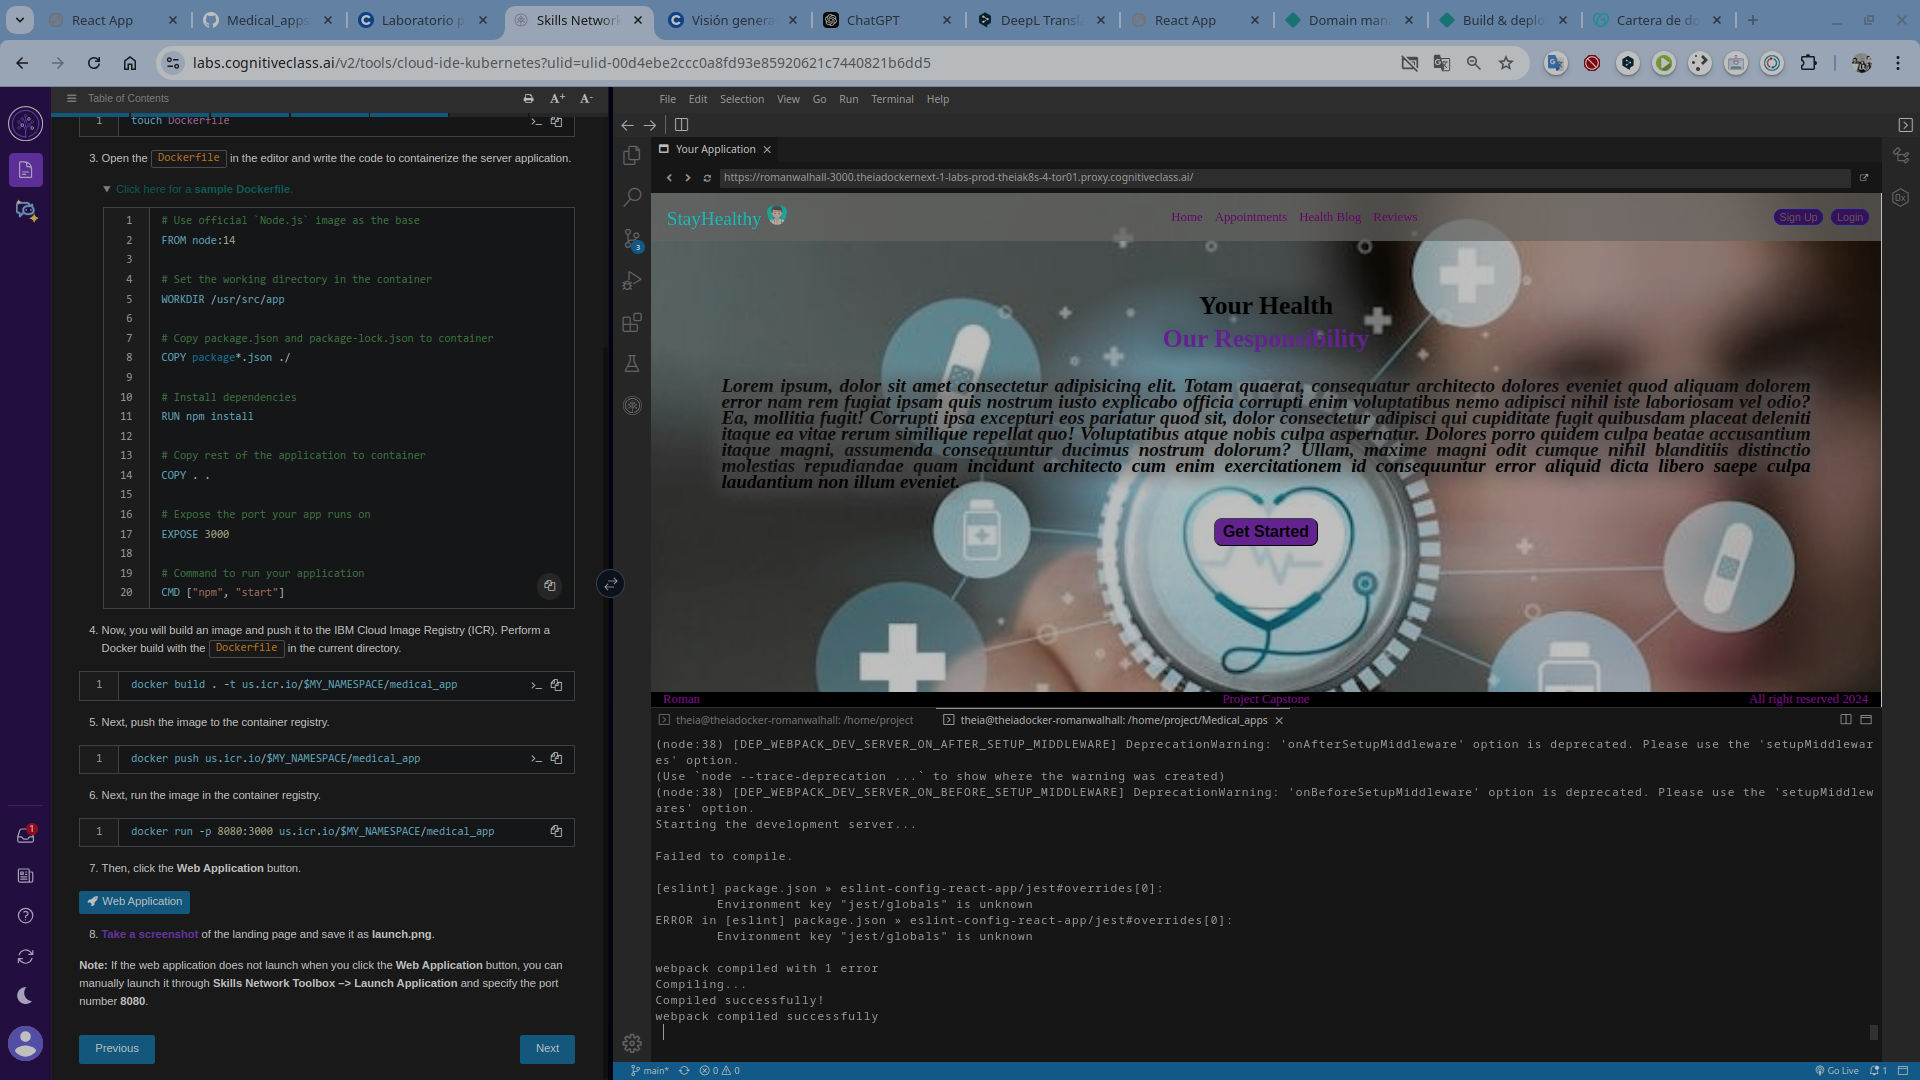 React App
Medical_apps
Laboratorio p
Skills Network
Visión genera
ChatGPT
DeepL Transl
React App
Domain man
Build & deplo
Cartera de do
labs.cognitiveclass.ai/v2/tools/cloud-ide-kubernetes?ulid=ulid-00d4ebe2ccc0a8fd93e85920621c7440821b6dd5
Table of Contents
A+ A-
1 touch Dockerfile
3. Open the Dockerfile in the editor and write the code to containerize the server application.
Click here for a sample Dockerfile.
1 # Use official `Node.js` image as the base
2 FROM node:14
3
4 # Set the working directory in the container
5 WORKDIR /usr/src/app
6
7 # Copy package.json and package-lock.json to container
8 COPY package*.json ./
9
10 # Install dependencies
11 RUN npm install
12
13 # Copy rest of the application to container
14 COPY . .
15
16 # Expose the port your app runs on
17 EXPOSE 3000
18
19 # Command to run your application
20 CMD ["npm", "start"]
4. Now, you will build an image and push it to the IBM Cloud Image Registry (ICR). Perform a
Docker build with the Dockerfile in the current directory.
1 docker build . -t us.icr.io/$MY_NAMESPACE/medical_app
5. Next, push the image to the container registry.
1 docker push us.icr.io/$MY_NAMESPACE/medical_app
6. Next, run the image in the container registry.
1 docker run -p 8080:3000 us.icr.io/$MY_NAMESPACE/medical_app
7. Then, click the Web Application button.
Web Application
8. Take a screenshot of the landing page and save it as launch.png.
Note: If the web application does not launch when you click the Web Application button, you can
manually launch it through Skills Network Toolbox –> Launch Application and specify the port
number 8080.
Previous
Next
1
File Edit Selection View Go Run Terminal Help
Your Application
https://romanwalhall-3000.theiadockernext-1-labs-prod-theiak8s-4-tor01.proxy.cognitiveclass.ai/
3
StayHealthy
Home Appointments Health Blog Reviews
Sign Up Login
Your Health
Our Responsibility
Lorem ipsum, dolor sit amet consectetur adipisicing elit. Totam quaerat, consequatur architecto dolores eveniet quod aliquam dolorem
error nam rem fugiat ipsam quis nostrum iusto explicabo officia corrupti enim voluptatibus nemo adipisci nihil iste laboriosam vel odio?
Ea, mollitia fugit! Corrupti ipsa excepturi eos pariatur quod sit, dolor consectetur adipisci qui cupiditate fugit quibusdam placeat deleniti
itaque ea vitae rerum similique repellat quo! Voluptatibus atque nobis culpa aspernatur. Dolores porro quidem culpa beatae accusantium
itaque magni, assumenda consequuntur ducimus nostrum dolorum? Ullam, maxime magni odit cumque nihil blanditiis distinctio
molestias repudiandae quam incidunt architecto cum enim exercitationem id consequuntur error aliquid dicta libero saepe culpa
laudantium non illum eveniet.
Get Started
Roman
Project Capstone
All right reserved 2024
theia@theiadocker-romanwalhall: /home/project
theia@theiadocker-romanwalhall: /home/project/Medical_apps
(node:38) [DEP_WEBPACK_DEV_SERVER_ON_AFTER_SETUP_MIDDLEWARE] DeprecationWarning: 'onAfterSetupMiddleware' option is deprecated. Please use the 'setupMiddlewar
es' option.
(Use `node --trace-deprecation ...` to show where the warning was created)
(node:38) [DEP_WEBPACK_DEV_SERVER_ON_BEFORE_SETUP_MIDDLEWARE] DeprecationWarning: 'onBeforeSetupMiddleware' option is deprecated. Please use the 'setupMiddlew
ares' option.
Starting the development server...
Failed to compile.
[eslint] package.json » eslint-config-react-app/jest#overrides[0]:
Environment key "jest/globals" is unknown
ERROR in [eslint] package.json » eslint-config-react-app/jest#overrides[0]:
Environment key "jest/globals" is unknown
webpack compiled with 1 error
Compiling...
Compiled successfully!
webpack compiled successfully
main*
0 0
Go Live
1